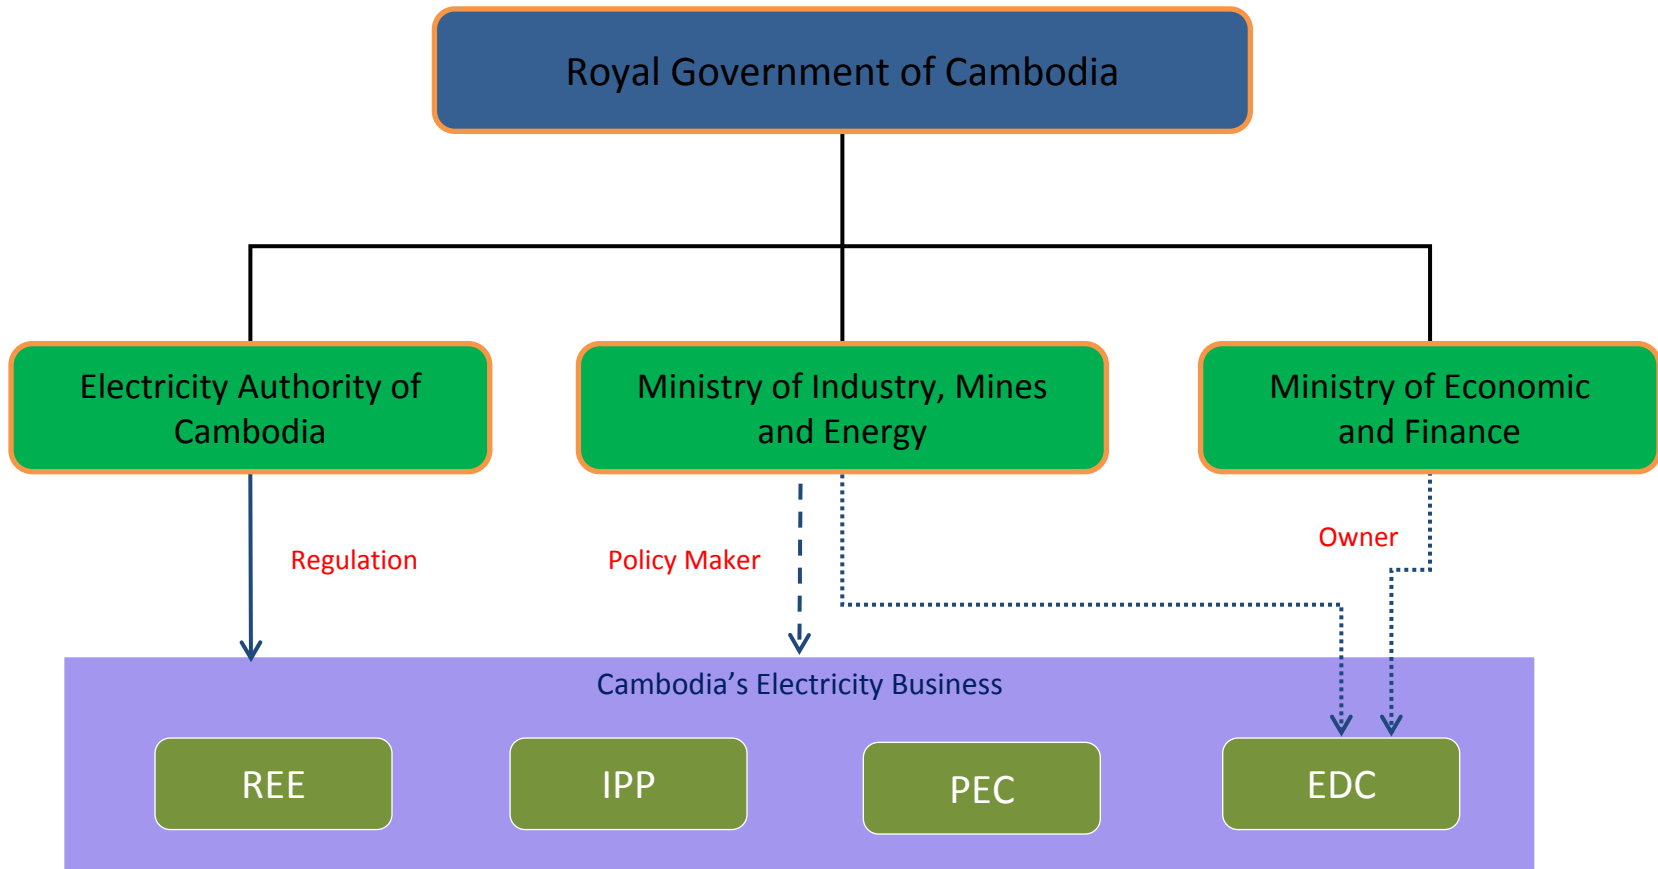 Royal Government of Cambodia
Electricity Authority of
Cambodia
Ministry of Industry, Mines
and Energy
Ministry of Economic
and Finance
Regulation
Policy Maker
Owner
Cambodia’s Electricity Business
REE
IPP
PEC
EDC